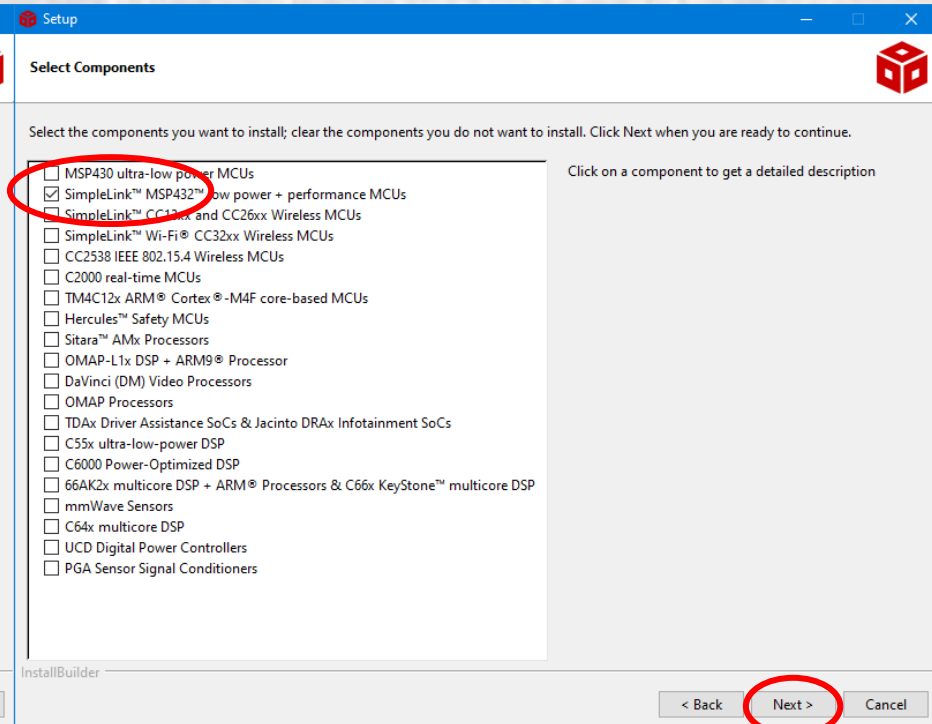 Setup
Select Components
Select the components you want to install; clear the components you do not want to install. Click Next when you are ready to continue.
MSP430 ultra-low power MCUs
SimpleLink™ MSP432™ low power + performance MCUs
SimpleLink™ CC13xx and CC26xx Wireless MCUs
SimpleLink™ Wi-Fi® CC32xx Wireless MCUs
CC2538 IEEE 802.15.4 Wireless MCUs
C2000 real-time MCUs
TM4C12x ARM® Cortex®-M4F core-based MCUs
Hercules™ Safety MCUs
Sitara™ AMx Processors
OMAP-L1x DSP + ARM9® Processor
DaVinci (DM) Video Processors
OMAP Processors
TDAx Driver Assistance SoCs & Jacinto DRAx Infotainment SoCs
C55x ultra-low-power DSP
C6000 Power-Optimized DSP
66AK2x multicore DSP + ARM® Processors & C66x KeyStone™ multicore DSP
mmWave Sensors
C64x multicore DSP
UCD Digital Power Controllers
PGA Sensor Signal Conditioners
Click on a component to get a detailed description
InstallBuilder
< Back
Next >
Cancel